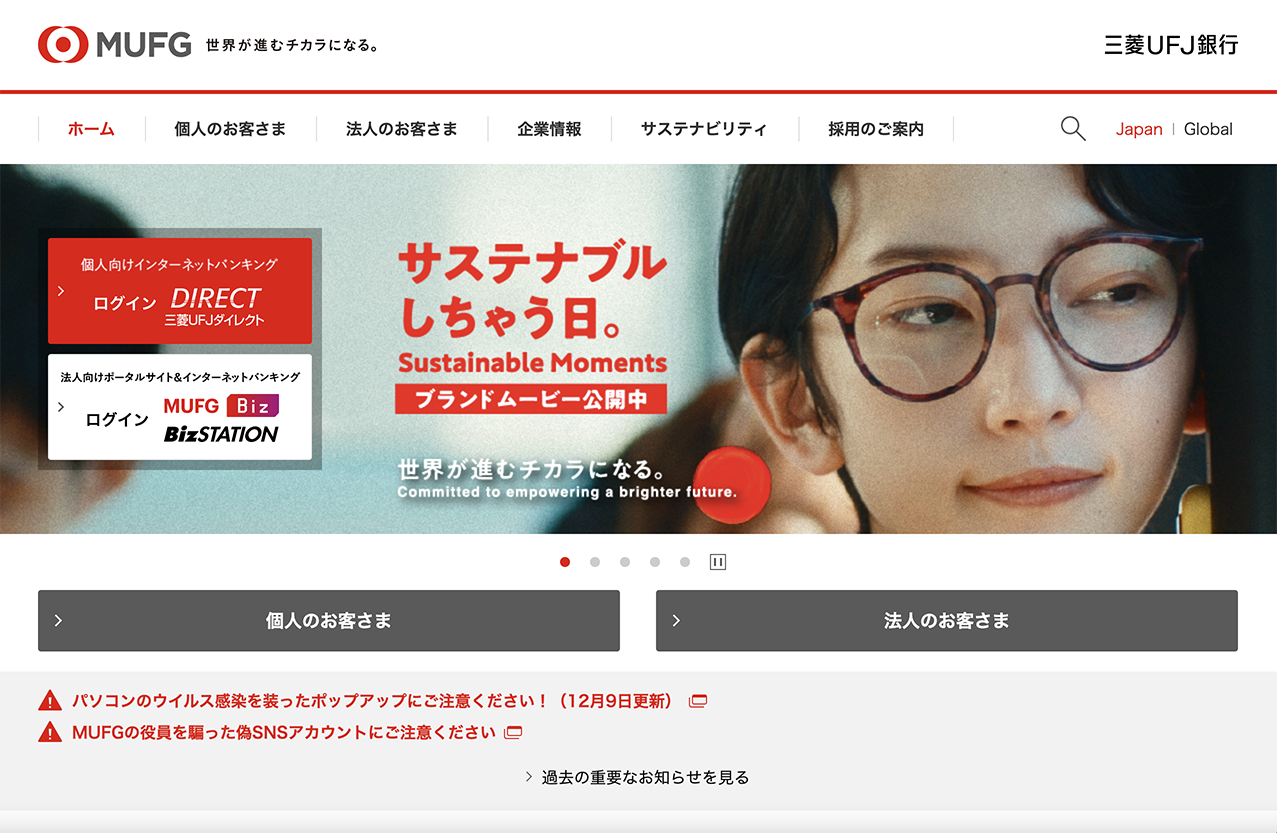 MUFG 世界が進むチカラになる。
三菱UFJ銀行
ホーム 個人のお客さま 法人のお客さま 企業情報 サステナビリティ 採用のご案内 Japan Global
個人向けインターネットバンキング
ログイン DIRECT
三菱UFJダイレクト
法人向けポータルサイト&インターネットバンキング
ログイン MUFG Biz
BizSTATION
サステナブル
しちゃう日。
Sustainable Moments
ブランドムービー公開中
世界が進むチカラになる。
Committed to empowering a brighter future.
個人のお客さま
法人のお客さま
パソコンのウイルス感染を装ったポップアップにご注意ください！（12月9日更新）
MUFGの役員を騙った偽SNSアカウントにご注意ください
過去の重要なお知らせを見る